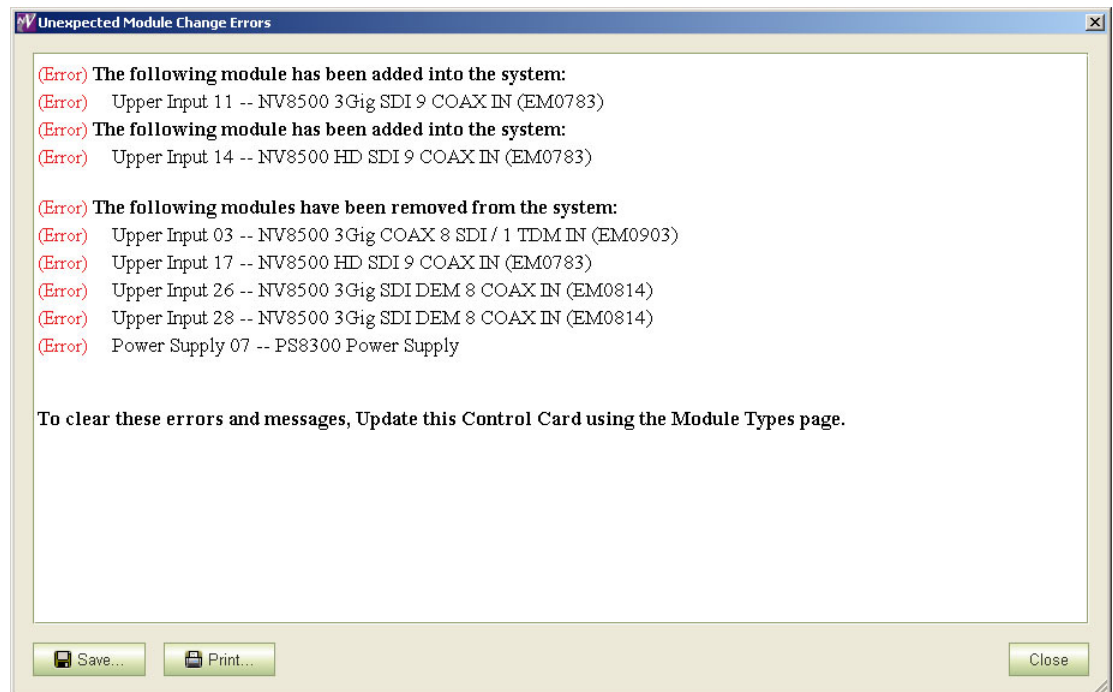 Unexpected Module Change Errors
(Error) The following module has been added into the system:
(Error) Upper Input 11 -- NV8500 3Gig SDI 9 COAX IN (EM0783)
(Error) The following module has been added into the system:
(Error) Upper Input 14 -- NV8500 HD SDI 9 COAX IN (EM0783)
(Error) The following modules have been removed from the system:
(Error) Upper Input 03 -- NV8500 3Gig COAX 8 SDI / 1 TDM IN (EM0903)
(Error) Upper Input 17 -- NV8500 HD SDI 9 COAX IN (EM0783)
(Error) Upper Input 26 -- NV8500 3Gig SDI DEM 8 COAX IN (EM0814)
(Error) Upper Input 28 -- NV8500 3Gig SDI DEM 8 COAX IN (EM0814)
(Error) Power Supply 07 -- PS8300 Power Supply
To clear these errors and messages, Update this Control Card using the Module Types page.
Save... Print... Close